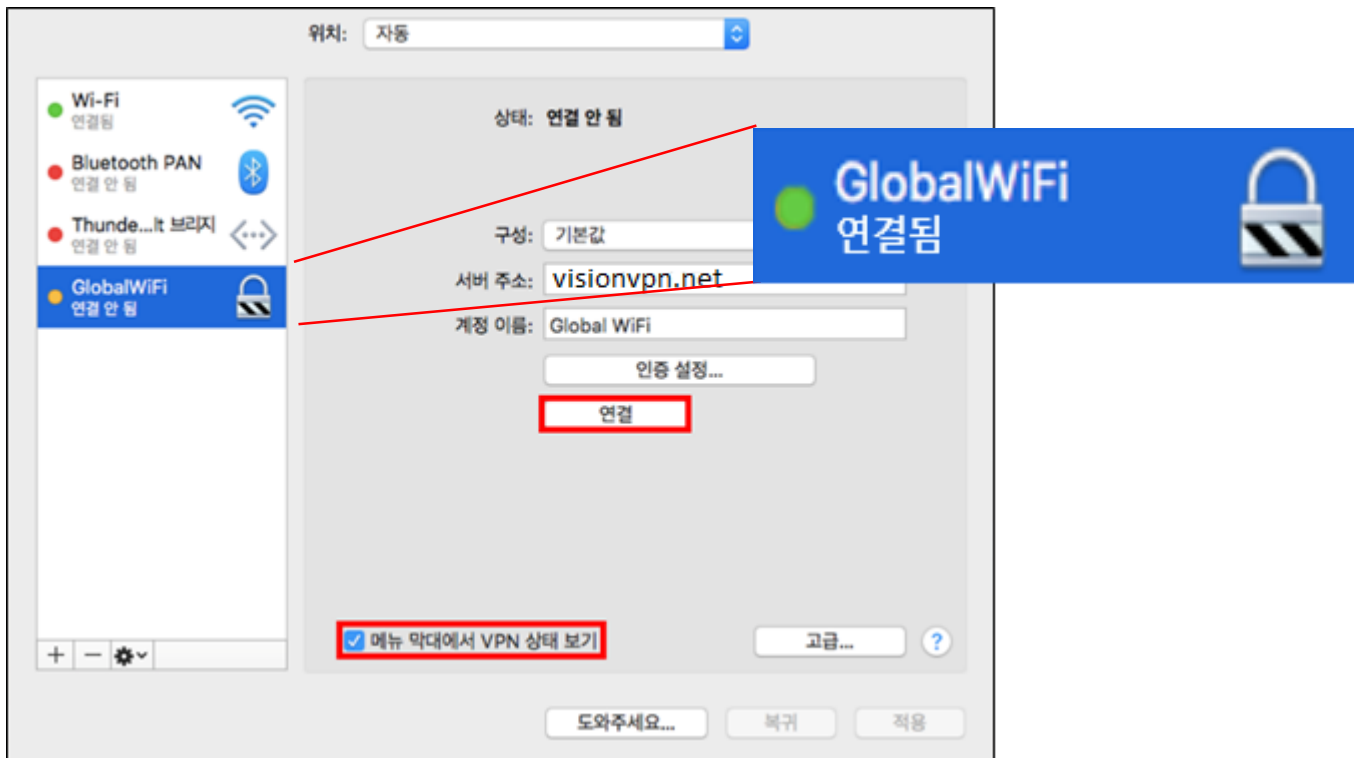 위치: 자동
Wi-Fi
연결됨
Bluetooth PAN
연결 안 됨
Thunde...lt 브리지
연결 안 됨
GlobalWiFi
연결 안 됨
상태: 연결 안 됨
GlobalWiFi
연결됨
구성: 기본값
서버 주소: visionvpn.net
계정 이름: Global WiFi
인증 설정...
연결
메뉴 막대에서 VPN 상태 보기
고급... ?
도와주세요... 복귀 적용